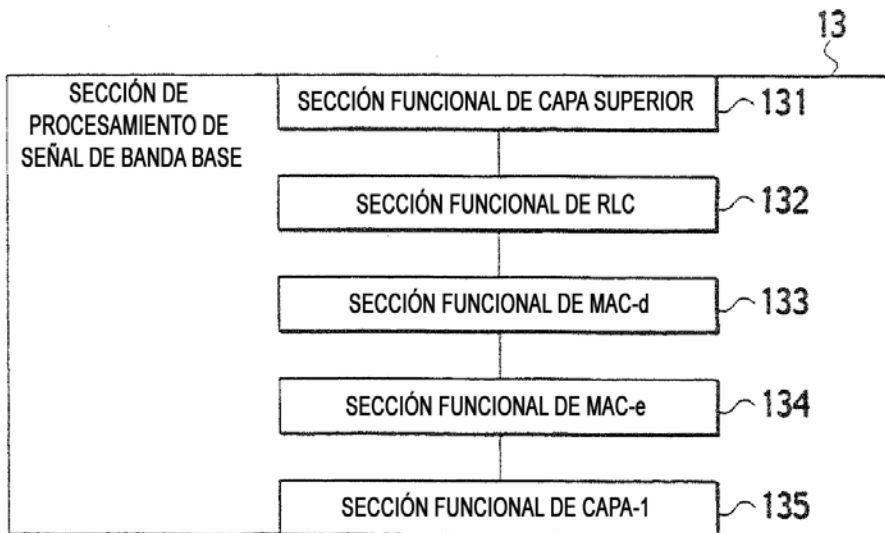 13
SECCIÓN DE
PROCESAMIENTO DE
SEÑAL DE BANDA BASE
SECCIÓN FUNCIONAL DE CAPA SUPERIOR
131
SECCIÓN FUNCIONAL DE RLC
132
SECCIÓN FUNCIONAL DE MAC-d
133
SECCIÓN FUNCIONAL DE MAC-e
134
SECCIÓN FUNCIONAL DE CAPA-1
135